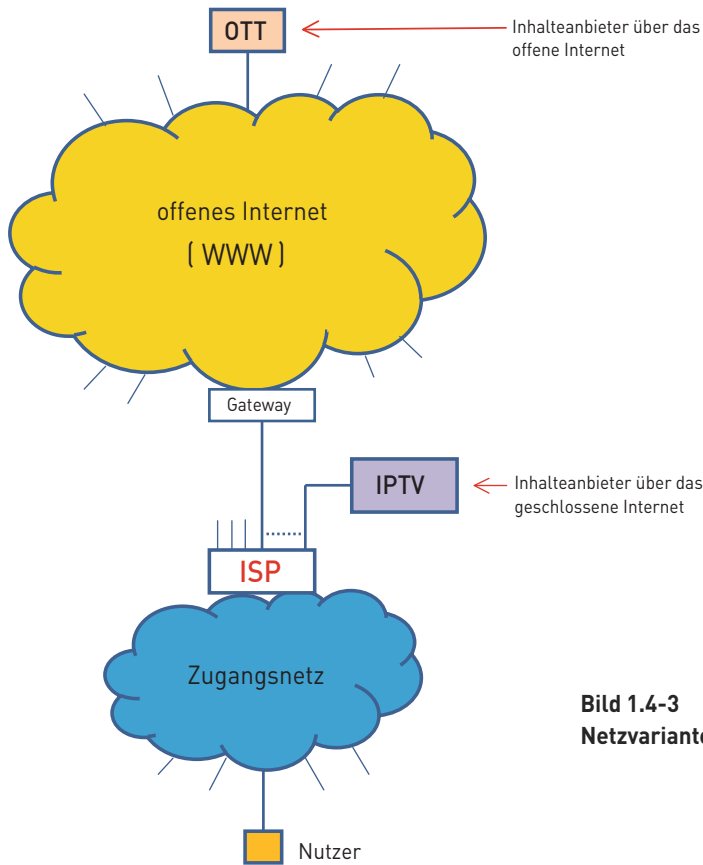 OTT
Inhalteanbieter über das
offene Internet
offenes Internet
( WWW )
Gateway
IPTV
Inhalteanbieter über das
geschlossene Internet
ISP
Zugangsnetz
Bild 1.4-3
Nutzer